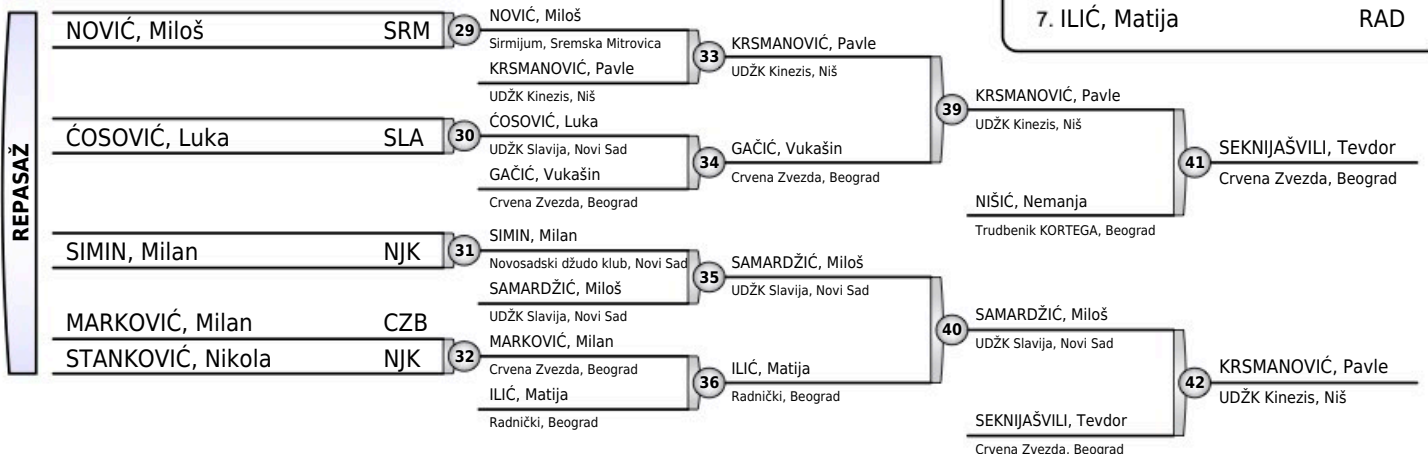 REPASAŽ
NOVIĆ, Miloš SRM
ĆOSOVIĆ, Luka SLA
SIMIN, Milan NJK
MARKOVIĆ, Milan CZB
STANKOVIĆ, Nikola NJK
29
NOVIĆ, Miloš
Sirmijum, Sremska Mitrovica
KRSMANOVIĆ, Pavle
UDŽK Kinezis, Niš
30
ĆOSOVIĆ, Luka
UDŽK Slavija, Novi Sad
GAČIĆ, Vukašin
Crvena Zvezda, Beograd
31
SIMIN, Milan
Novosadski džudo klub, Novi Sad
SAMARDŽIĆ, Miloš
UDŽK Slavija, Novi Sad
32
MARKOVIĆ, Milan
Crvena Zvezda, Beograd
ILIĆ, Matija
Radnički, Beograd
33
KRSMANOVIĆ, Pavle
UDŽK Kinezis, Niš
34
GAČIĆ, Vukašin
Crvena Zvezda, Beograd
35
SAMARDŽIĆ, Miloš
UDŽK Slavija, Novi Sad
36
ILIĆ, Matija
Radnički, Beograd
39
KRSMANOVIĆ, Pavle
UDŽK Kinezis, Niš
NIŠIĆ, Nemanja
Trudbenik KORTEGA, Beograd
40
SAMARDŽIĆ, Miloš
UDŽK Slavija, Novi Sad
SEKNIJAŠVILI, Tevdor
Crvena Zvezda, Beograd
41
SEKNIJAŠVILI, Tevdor
Crvena Zvezda, Beograd
42
KRSMANOVIĆ, Pavle
UDŽK Kinezis, Niš
7. ILIĆ, Matija RAD